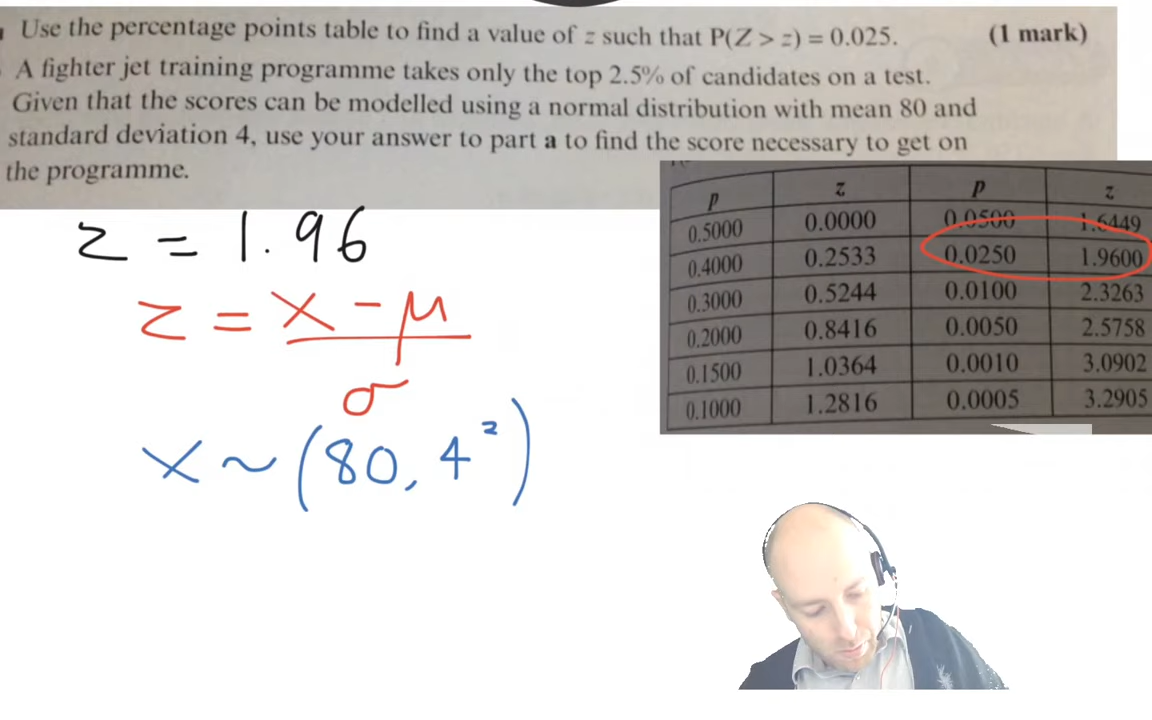 Use the percentage points table to find a value of z such that P(Z > z) = 0.025. (1 mark)
A fighter jet training programme takes only the top 2.5% of candidates on a test.
Given that the scores can be modelled using a normal distribution with mean 80 and
standard deviation 4, use your answer to part a to find the score necessary to get on
the programme.
p z p z
0.5000 0.0000 0.0500 1.6449
0.4000 0.2533 0.0250 1.9600
0.3000 0.5244 0.0100 2.3263
0.2000 0.8416 0.0050 2.5758
0.1500 1.0364 0.0010 3.0902
0.1000 1.2816 0.0005 3.2905
z = 1.96
z = x - μ
σ
x ~ (80, 4²)